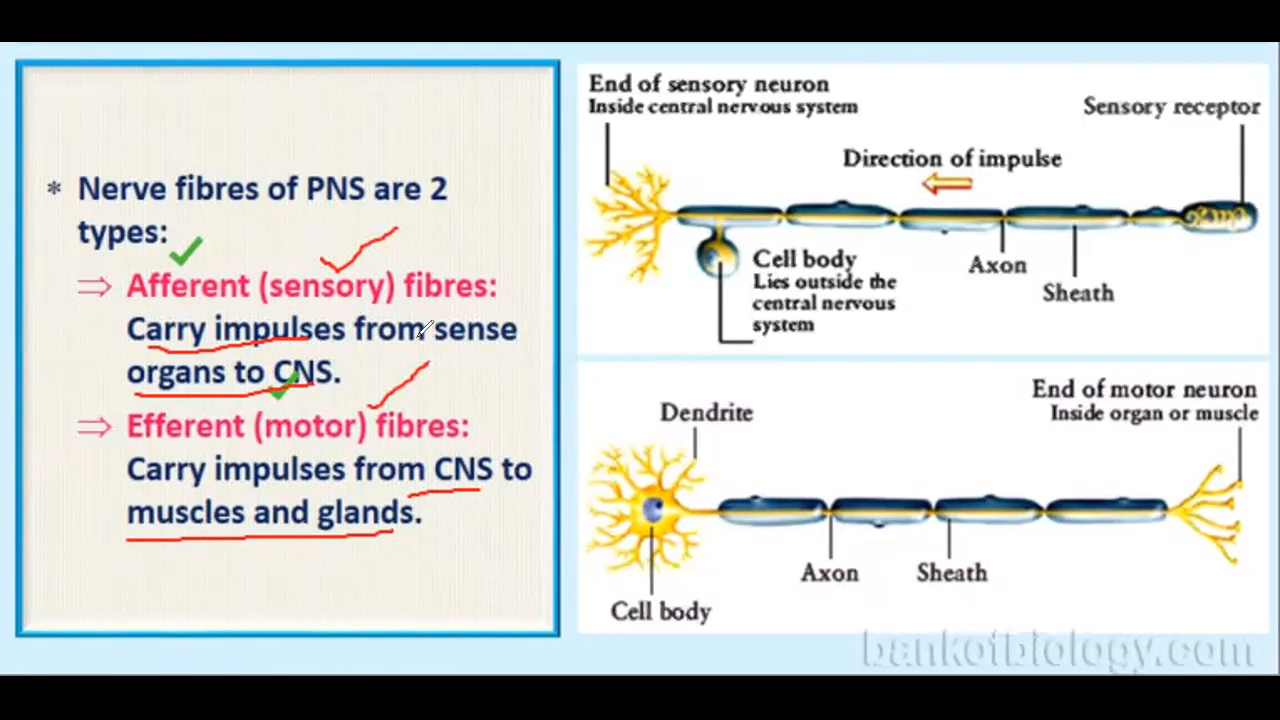 * Nerve fibres of PNS are 2
types:
⇒ Afferent (sensory) fibres:
Carry impulses from sense
organs to CNS.
⇒ Efferent (motor) fibres:
Carry impulses from CNS to
muscles and glands.
End of sensory neuron
Inside central nervous system
Sensory receptor
Direction of impulse
Cell body
Lies outside the
central nervous
system
Axon
Sheath
Dendrite
End of motor neuron
Inside organ or muscle
Axon
Sheath
Cell body
bankofbiology.com